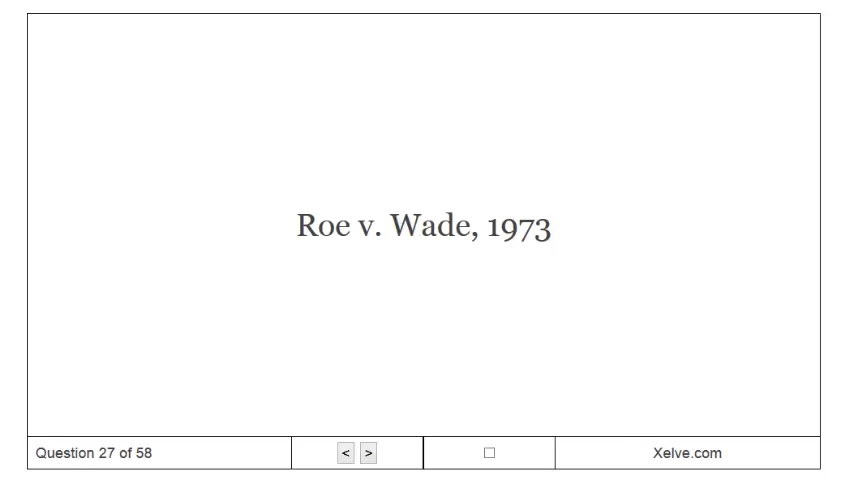 Roe v. Wade, 1973
Question 27 of 58
< >
Xelve.com